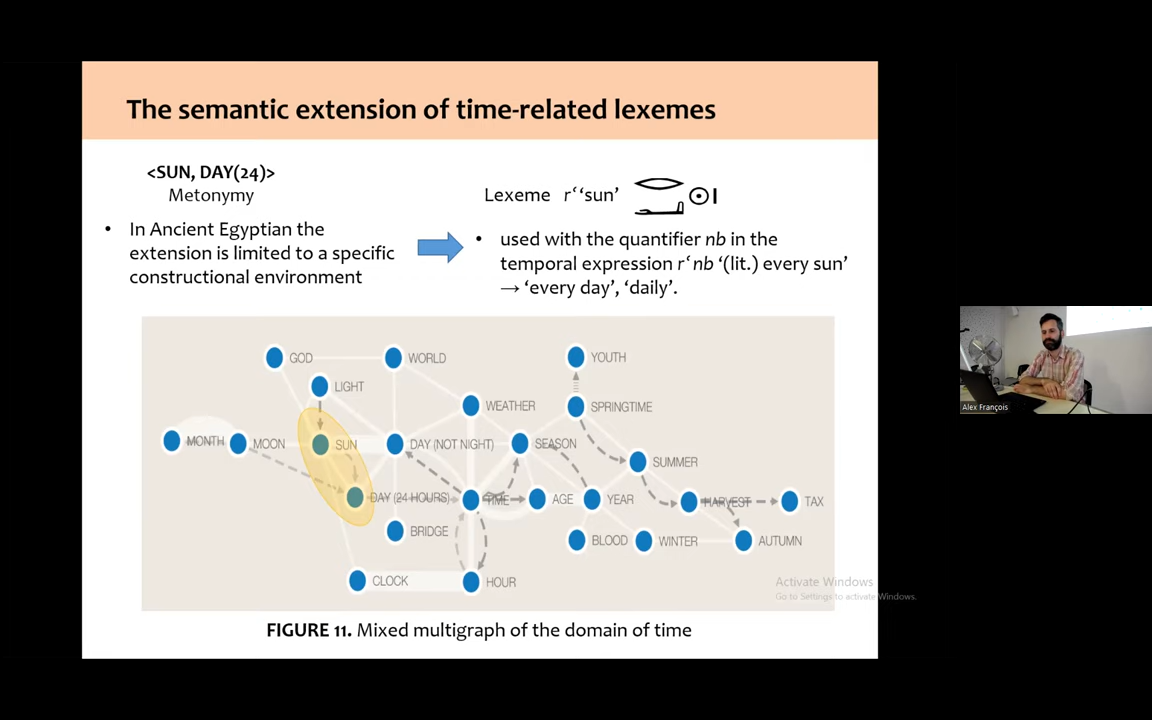 The semantic extension of time-related lexemes
<SUN, DAY(24)>
Metonymy
• In Ancient Egyptian the
extension is limited to a specific
constructional environment
Lexeme rʿ ‘sun’ 𓂋𓂝𓇳𓏤
• used with the quantifier nb in the
temporal expression rʿ nb ‘(lit.) every sun’
→ ‘every day’, ‘daily’.
GOD
WORLD
YOUTH
LIGHT
WEATHER
SPRINGTIME
MONTH
MOON
SUN
DAY (NOT NIGHT)
SEASON
SUMMER
DAY (24 HOURS)
TIME
AGE
YEAR
HARVEST
TAX
BRIDGE
BLOOD
WINTER
AUTUMN
CLOCK
HOUR
Activate Windows
Go to Settings to activate Windows.
FIGURE 11. Mixed multigraph of the domain of time
Alex François